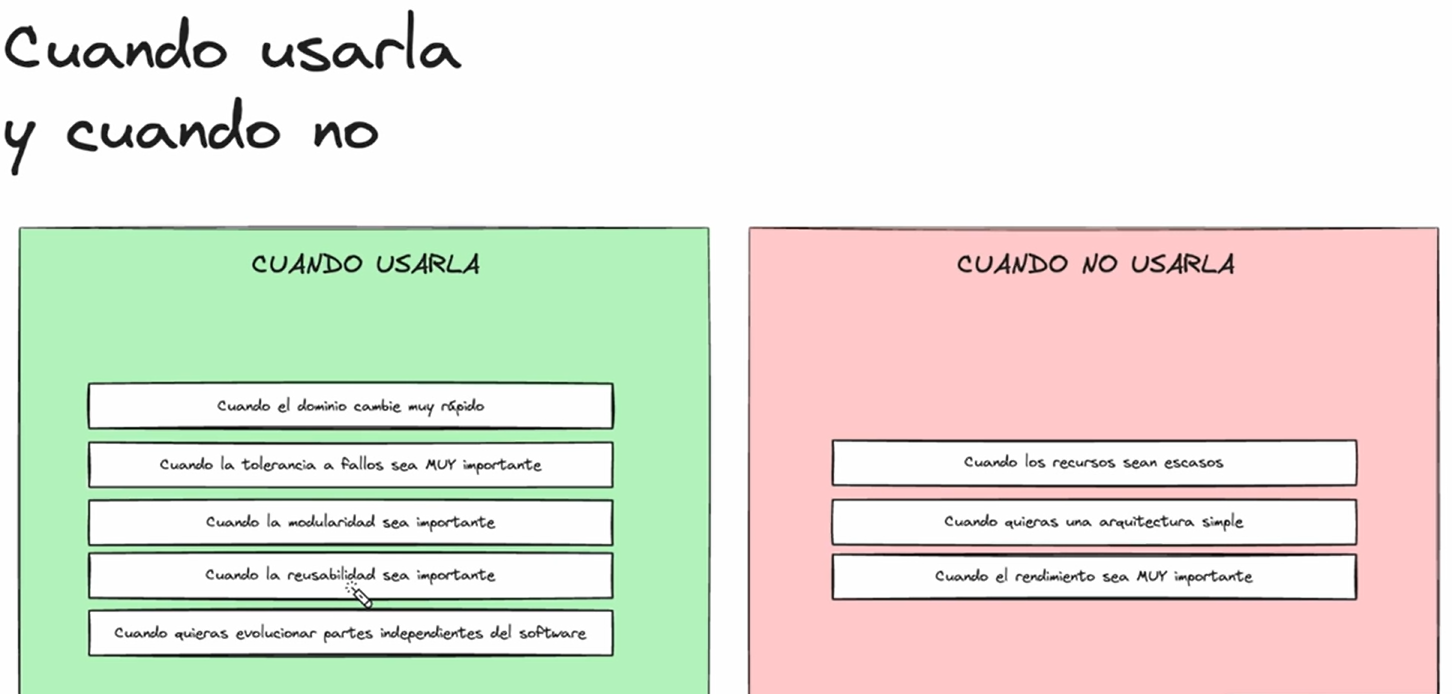 Cuando usarla
y cuando no
CUANDO USARLA
Cuando el dominio cambie muy rápido
Cuando la tolerancia a fallos sea MUY importante
Cuando la modularidad sea importante
Cuando la reusabilidad sea importante
Cuando quieras evolucionar partes independientes del software
CUANDO NO USARLA
Cuando los recursos sean escasos
Cuando quieras una arquitectura simple
Cuando el rendimiento sea MUY importante